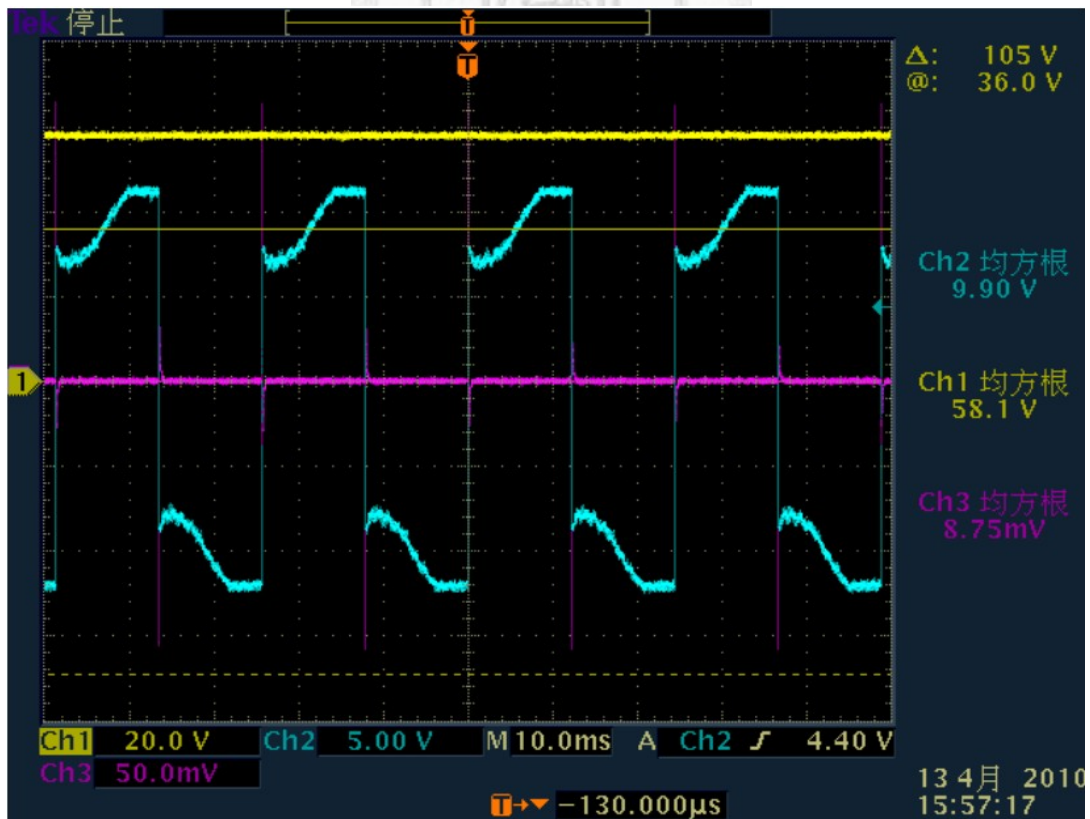 Tek 停止
T
T
Δ: 105 V
@: 36.0 V
Ch2 均方根
9.90 V
1
Ch1 均方根
58.1 V
Ch3 均方根
8.75mV
Ch1 20.0 V Ch2 5.00 V M 10.0ms A Ch2 ∫ 4.40 V
Ch3 50.0mV
T→▼ -130.000μs
13 4月 2010
15:57:17